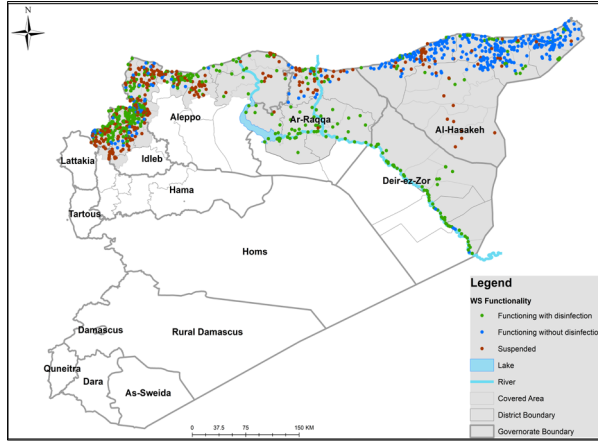 N
Aleppo
Ar-Raqqa
Al-Hasakeh
Lattakia
Idleb
Deir-ez-Zor
Hama
Tartous
Homs
Damascus
Rural Damascus
Quneitra
Dara
As-Sweida
0 37.5 75 150 KM
Legend
WS Functionality
Functioning with disinfection
Functioning without disinfection
Suspended
Lake
River
Covered Area
District Boundary
Governorate Boundary